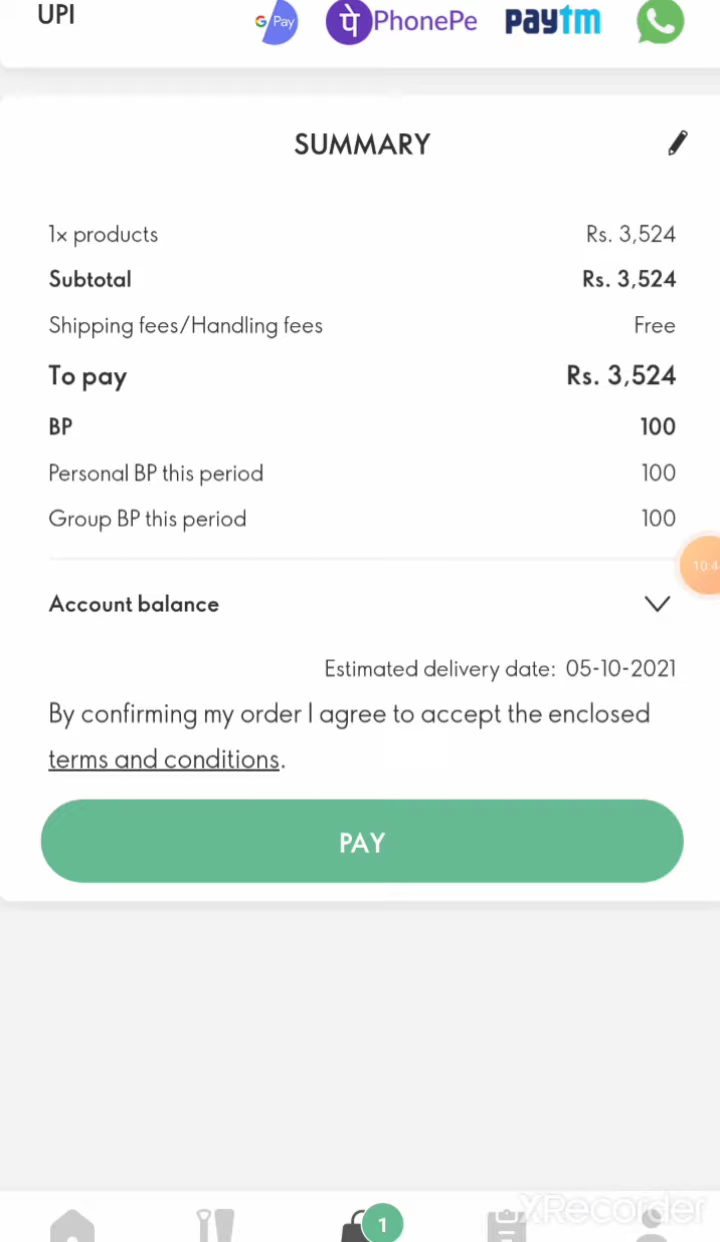 UPI G Pay पे PhonePe paytm
SUMMARY
1x products Rs. 3,524
Subtotal Rs. 3,524
Shipping fees/Handling fees Free
To pay Rs. 3,524
BP 100
Personal BP this period 100
Group BP this period 100
10:4
Account balance
Estimated delivery date: 05-10-2021
By confirming my order I agree to accept the enclosed
terms and conditions.
PAY
1
XRecorder